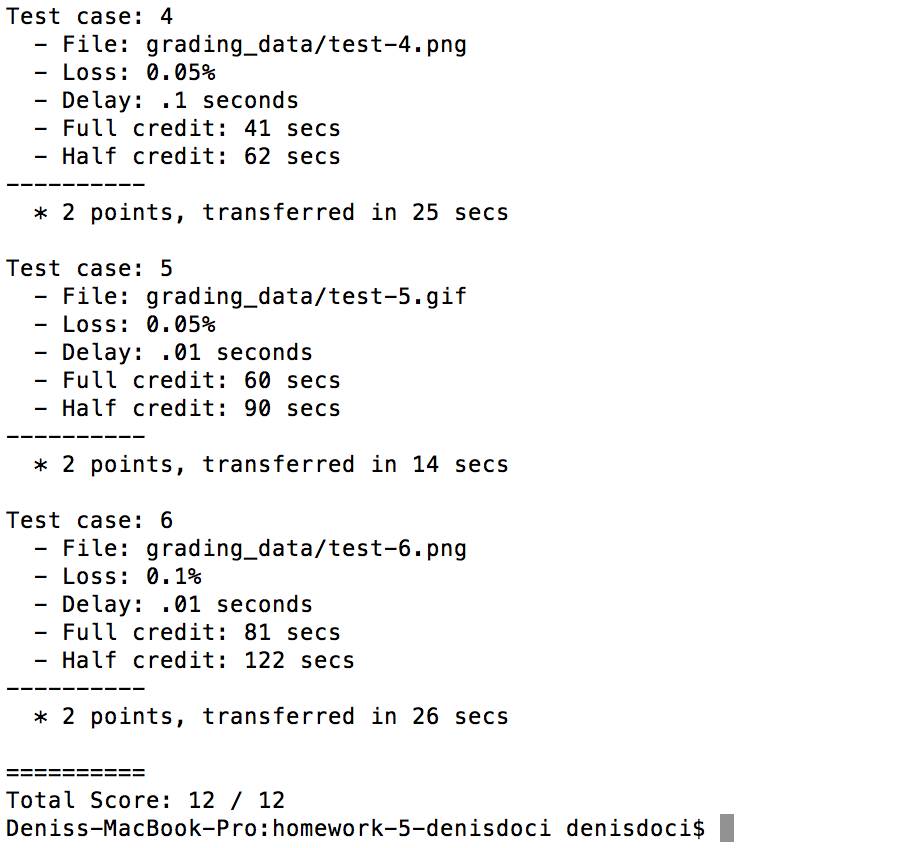 Test case: 4
  - File: grading_data/test-4.png
  - Loss: 0.05%
  - Delay: .1 seconds
  - Full credit: 41 secs
  - Half credit: 62 secs
----------
  * 2 points, transferred in 25 secs

Test case: 5
  - File: grading_data/test-5.gif
  - Loss: 0.05%
  - Delay: .01 seconds
  - Full credit: 60 secs
  - Half credit: 90 secs
----------
  * 2 points, transferred in 14 secs

Test case: 6
  - File: grading_data/test-6.png
  - Loss: 0.1%
  - Delay: .01 seconds
  - Full credit: 81 secs
  - Half credit: 122 secs
----------
  * 2 points, transferred in 26 secs

==========
Total Score: 12 / 12
Deniss-MacBook-Pro:homework-5-denisdoci denisdoci$